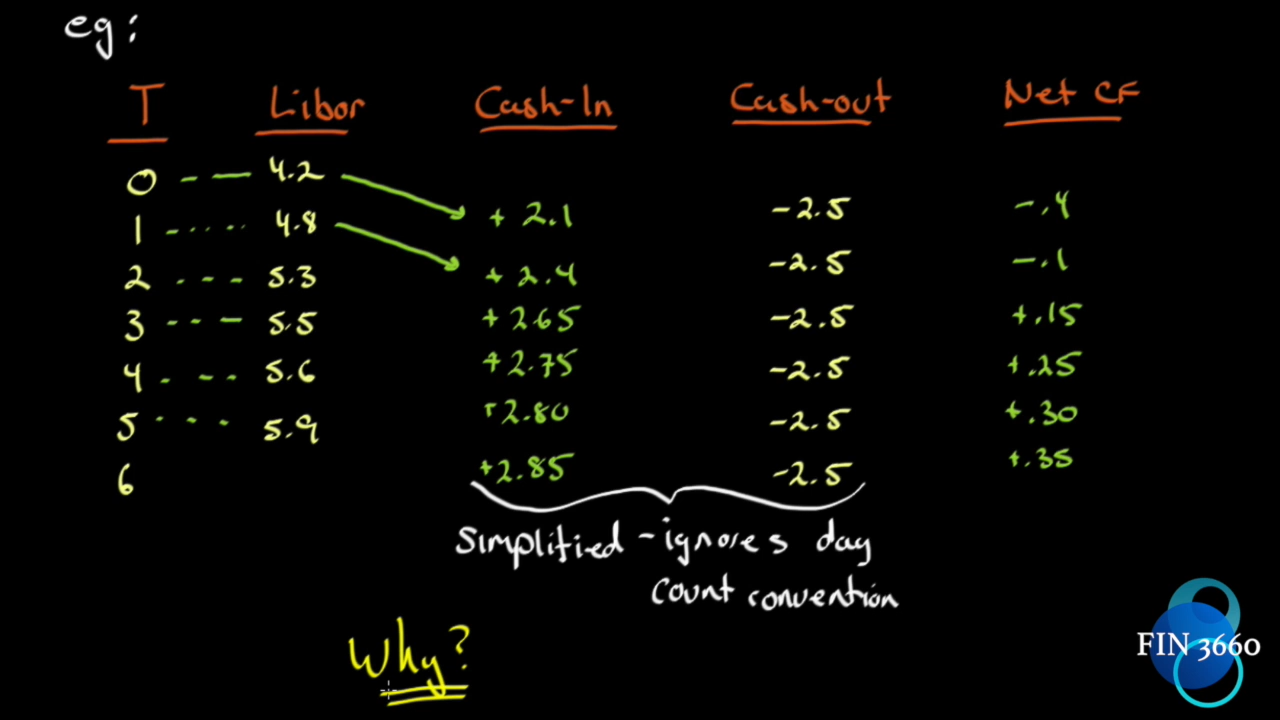 eg:
T Libor Cash-In Cash-out Net CF
0 -- 4.2
+ 2.1 -2.5 -.4
1 ..... 4.8
+ 2.4 -2.5 -.1
2 --- 5.3
+ 2.65 -2.5 +.15
3 --- 5.5
+2.75 -2.5 +.25
4 --- 5.6
+2.80 -2.5 +.30
5 ... 5.9
+2.85 -2.5 +.35
6
Simplified - ignores day
count convention
Why?
FIN 3660